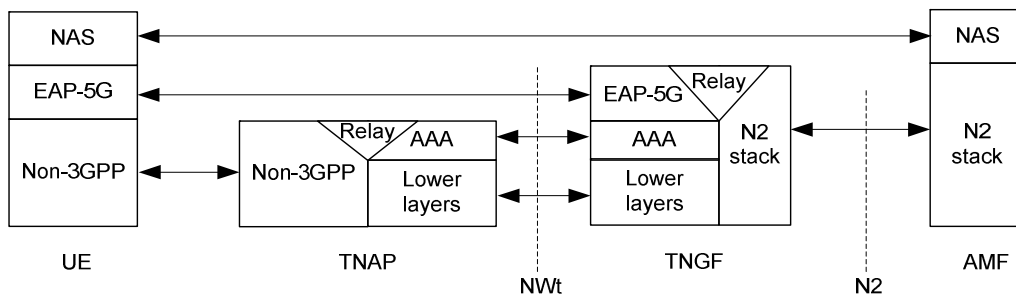 NAS
EAP-5G
Non-3GPP
UE
Relay
Non-3GPP
AAA
Lower
layers
TNAP
NWt
EAP-5G
Relay
AAA
Lower
layers
N2
stack
TNGF
N2
NAS
N2
stack
AMF